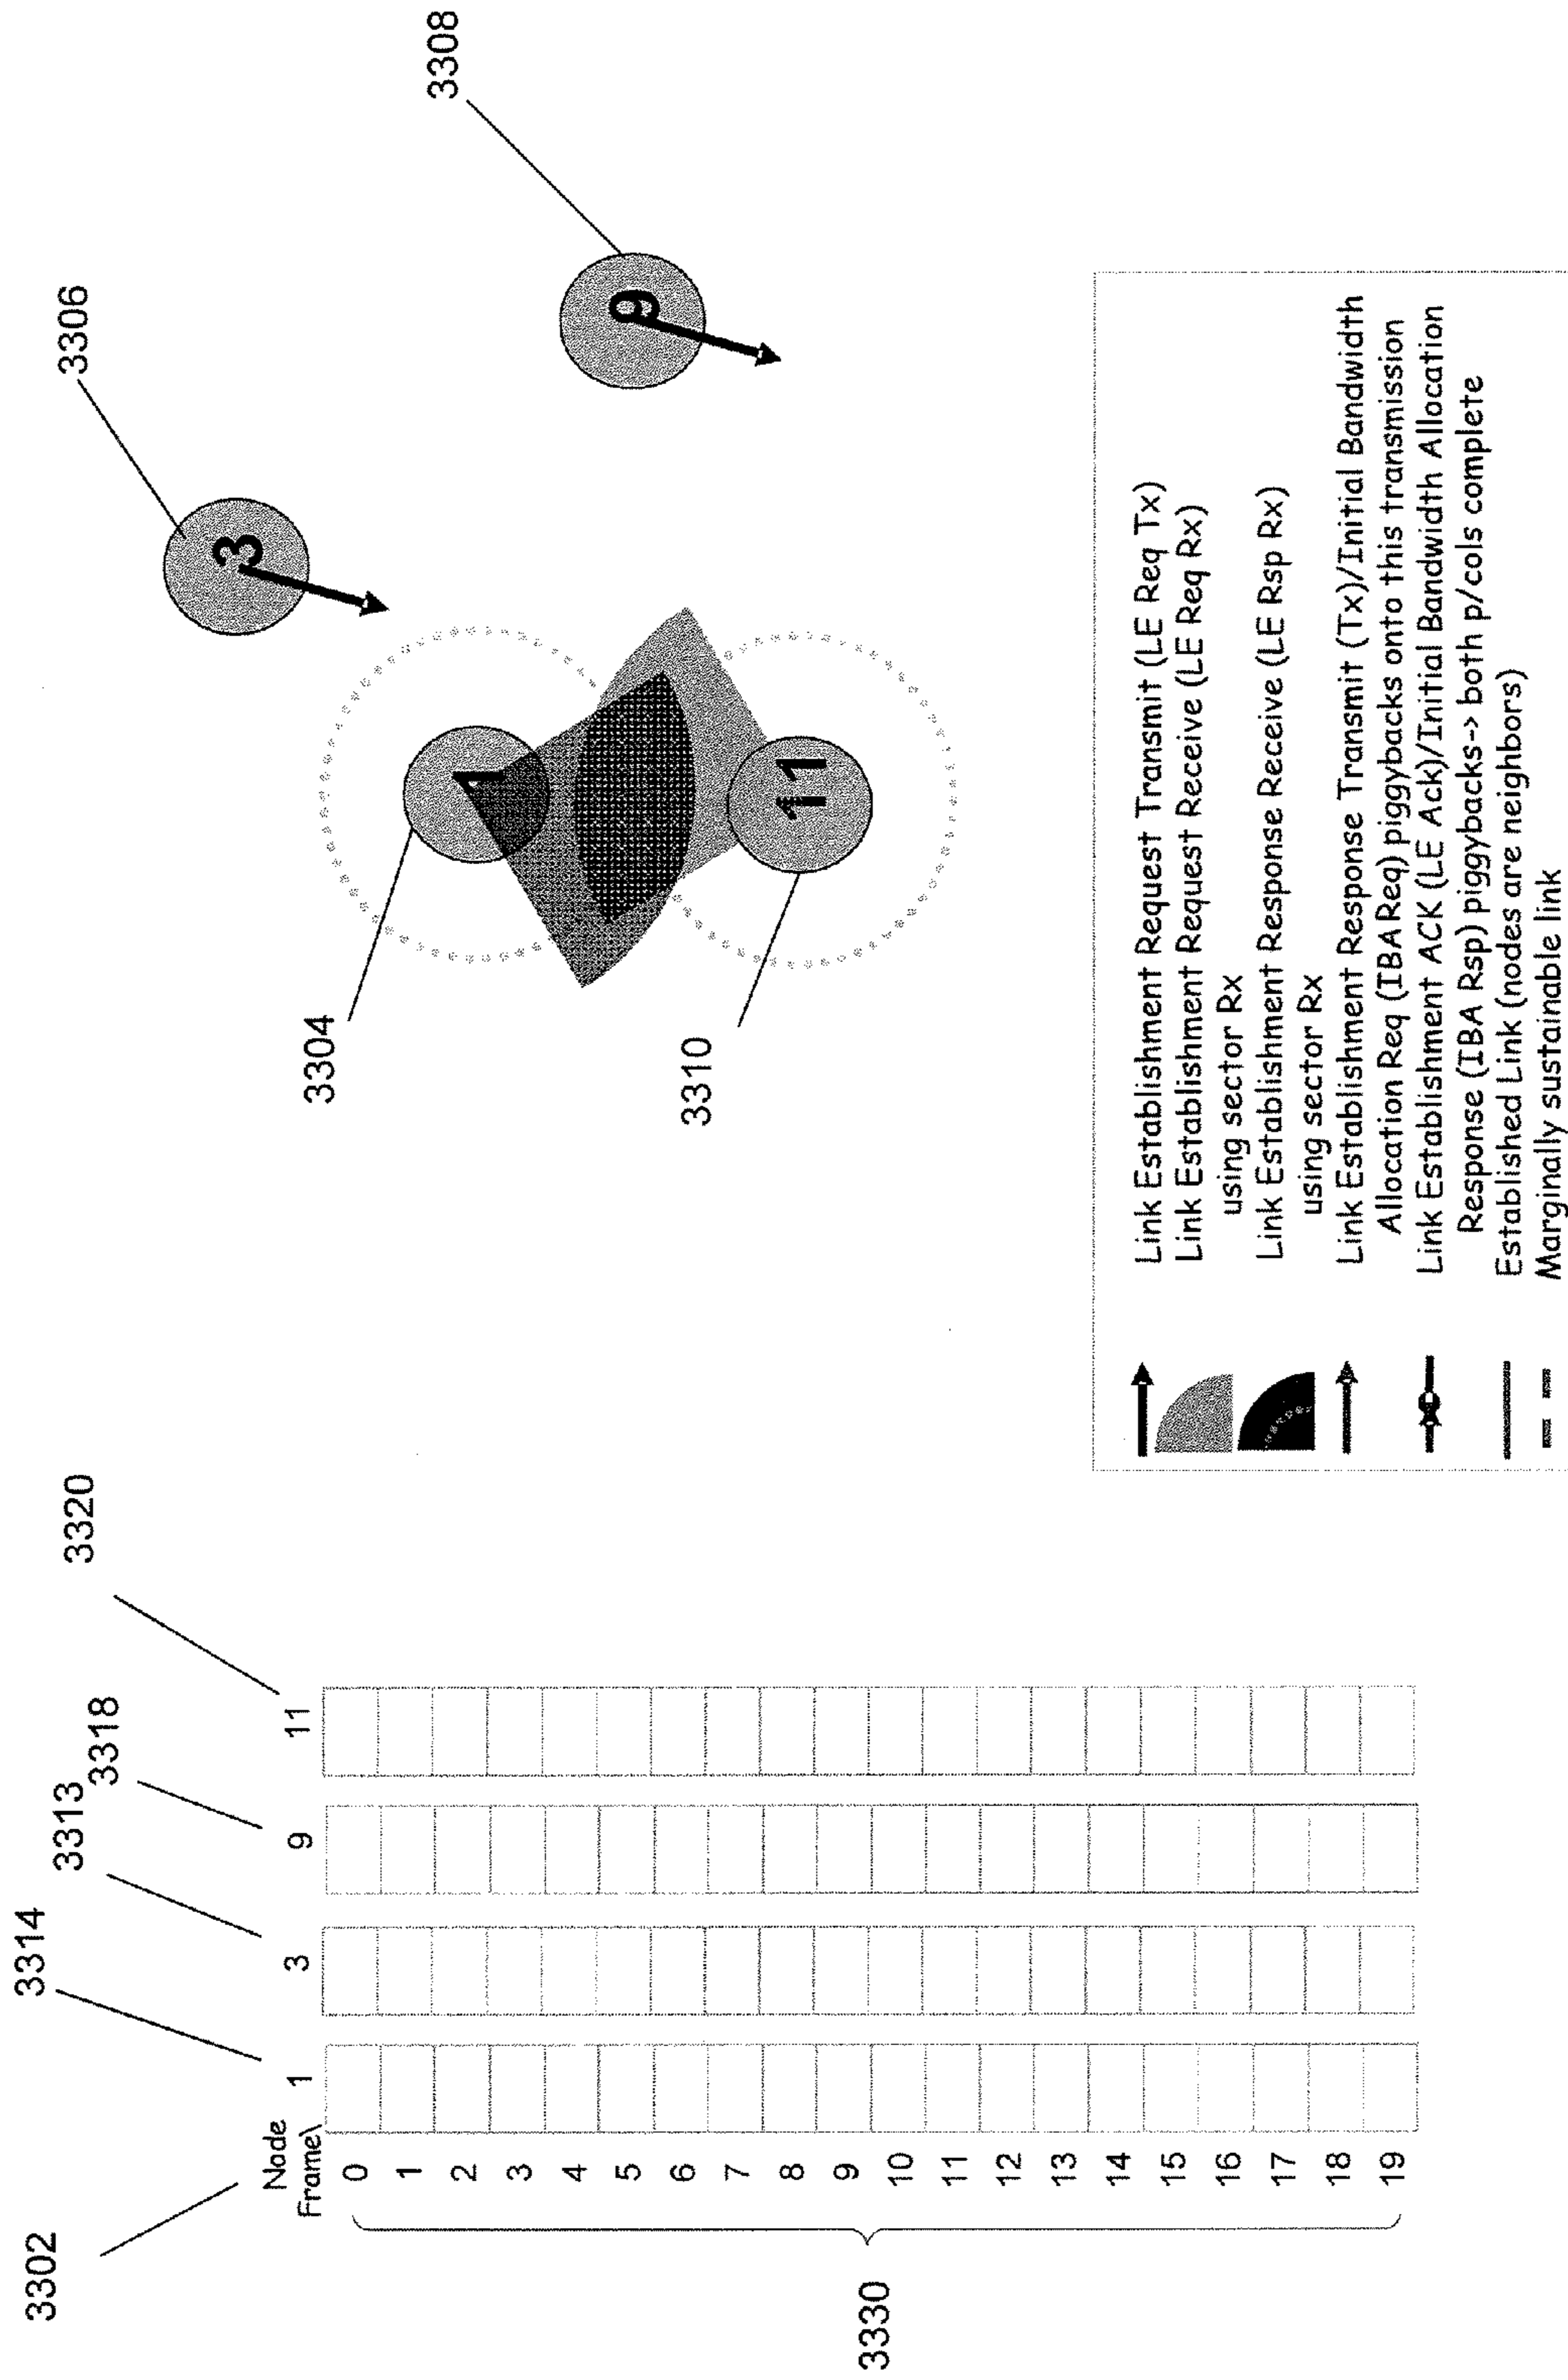 3302
3314
3313
3318
3320
Node
Frame\
1
3
9
11
0
1
2
3
4
5
6
7
8
9
10
11
12
13
14
15
16
17
18
19
3330
3304
3306
3308
3310
1
3
9
11
Link Establishment Request Transmit (LE Req Tx)
Link Establishment Request Receive (LE Req Rx)
using sector Rx
Link Establishment Response Receive (LE Rsp Rx)
using sector Rx
Link Establishment Response Transmit (Tx)/Initial Bandwidth
Allocation Req (IBA Req) piggybacks onto this transmission
Link Establishment ACK (LE Ack)/Initial Bandwidth Allocation
Response (IBA Rsp) piggybacks-> both p/cols complete
Established Link (nodes are neighbors)
Marginally sustainable link